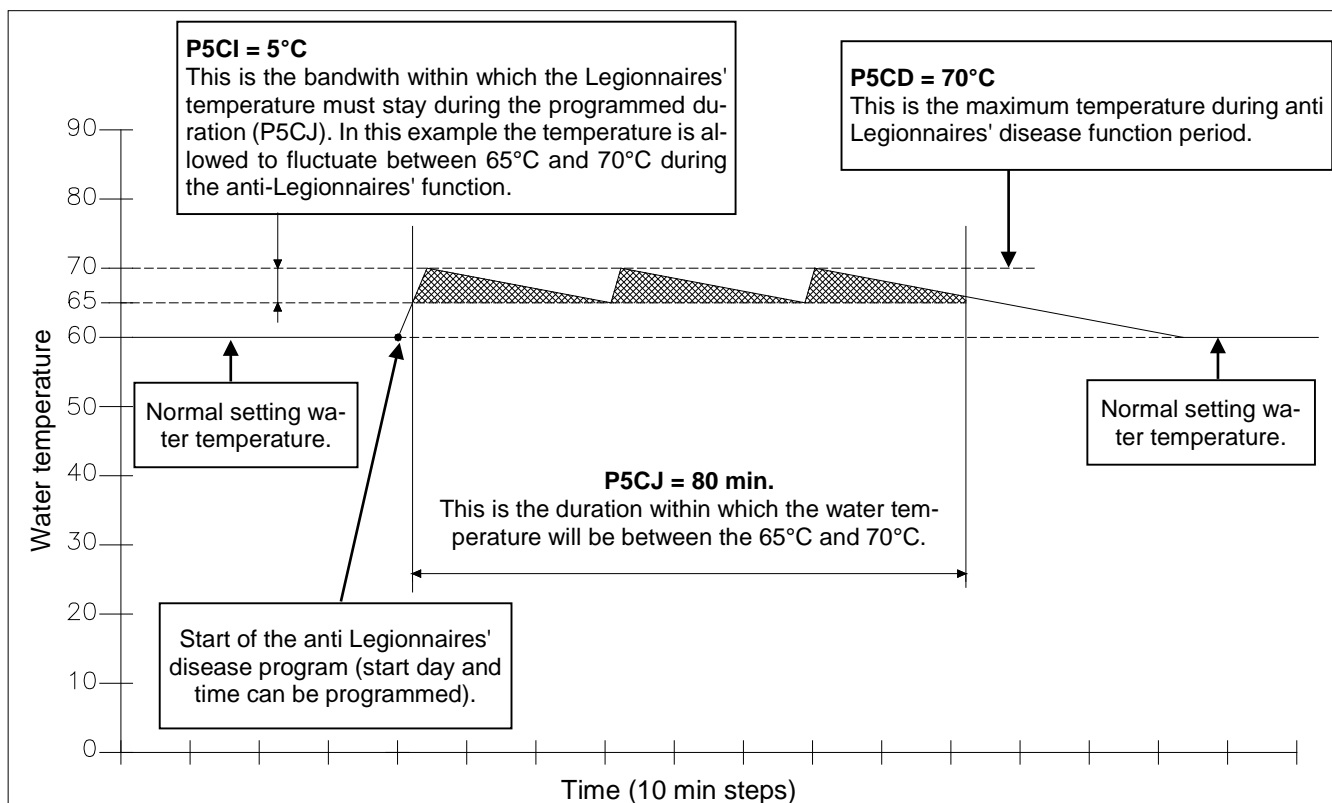 P5CI = 5°C
This is the bandwith within which the Legionnaires'
temperature must stay during the programmed du-
ration (P5CJ). In this example the temperature is al-
lowed to fluctuate between 65°C and 70°C during
the anti-Legionnaires' function.
P5CD = 70°C
This is the maximum temperature during anti
Legionnaires' disease function period.
90
80
70
65
60
50
40
30
20
10
0
Water temperature
Normal setting wa-
ter temperature.
Normal setting wa-
ter temperature.
P5CJ = 80 min.
This is the duration within which the water tem-
perature will be between the 65°C and 70°C.
Start of the anti Legionnaires'
disease program (start day and
time can be programmed).
Time (10 min steps)